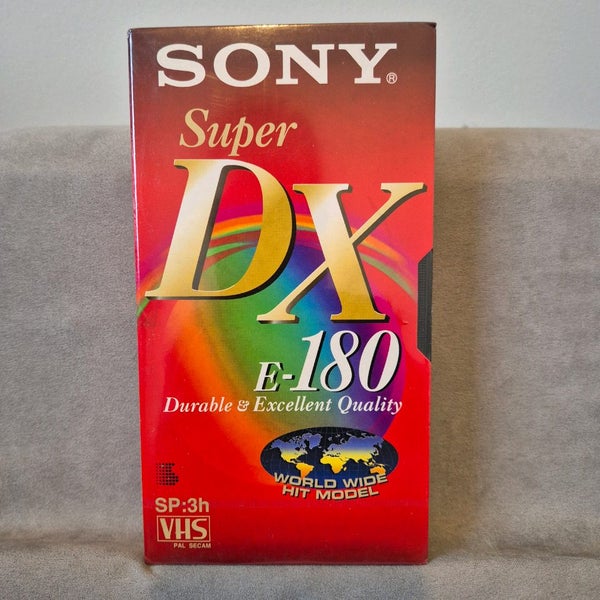 SONY®
Super
DX
E-180
Durable & Excellent Quality
WORLD WIDE
HIT MODEL
SP:3h
VHS
PAL SECAM